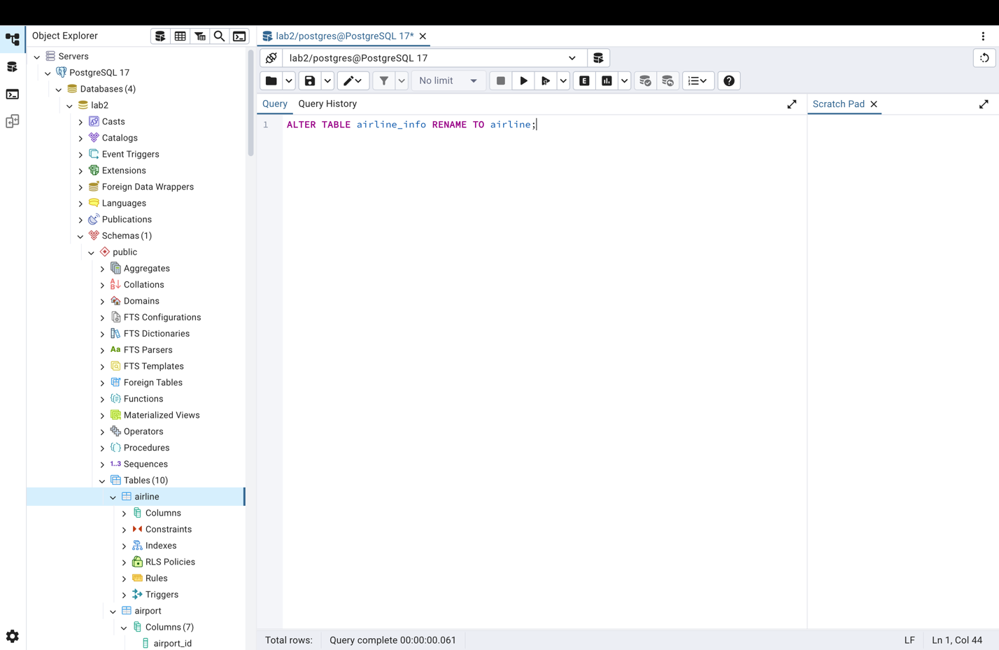 Object Explorer
lab2/postgres@PostgreSQL 17*
lab2/postgres@PostgreSQL 17
No limit
E
Query
Query History
Scratch Pad
1
ALTER TABLE airline_info RENAME TO airline;
Servers
PostgreSQL 17
Databases (4)
lab2
Casts
Catalogs
Event Triggers
Extensions
Foreign Data Wrappers
Languages
Publications
Schemas (1)
public
Aggregates
Collations
Domains
FTS Configurations
FTS Dictionaries
Aa FTS Parsers
FTS Templates
Foreign Tables
Functions
Materialized Views
Operators
Procedures
1..3 Sequences
Tables (10)
airline
Columns
Constraints
Indexes
RLS Policies
Rules
Triggers
airport
Columns (7)
airport_id
Total rows:
Query complete 00:00:00.061
LF
Ln 1, Col 44